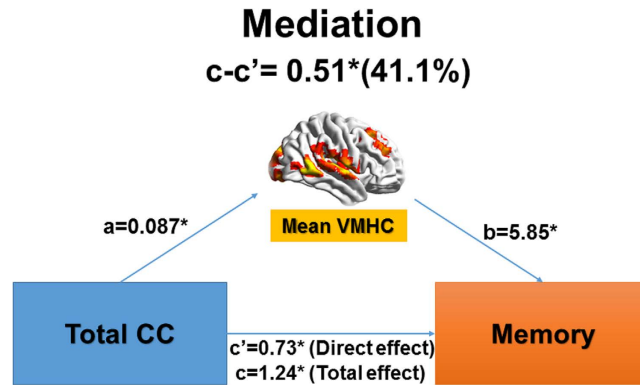 Mediation
c-c’= 0.51*(41.1%)
a=0.087*
Mean VMHC
b=5.85*
Total CC
c’=0.73* (Direct effect)
c=1.24* (Total effect)
Memory